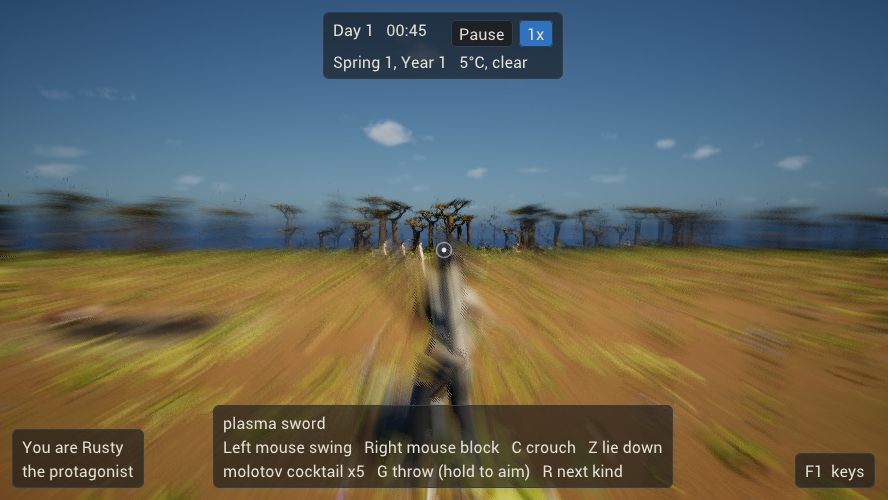 Day 1 00:45 Pause 1x
Spring 1, Year 1 5°C, clear
You are Rusty
the protagonist
plasma sword
Left mouse swing Right mouse block C crouch Z lie down
molotov cocktail x5 G throw (hold to aim) R next kind
F1 keys